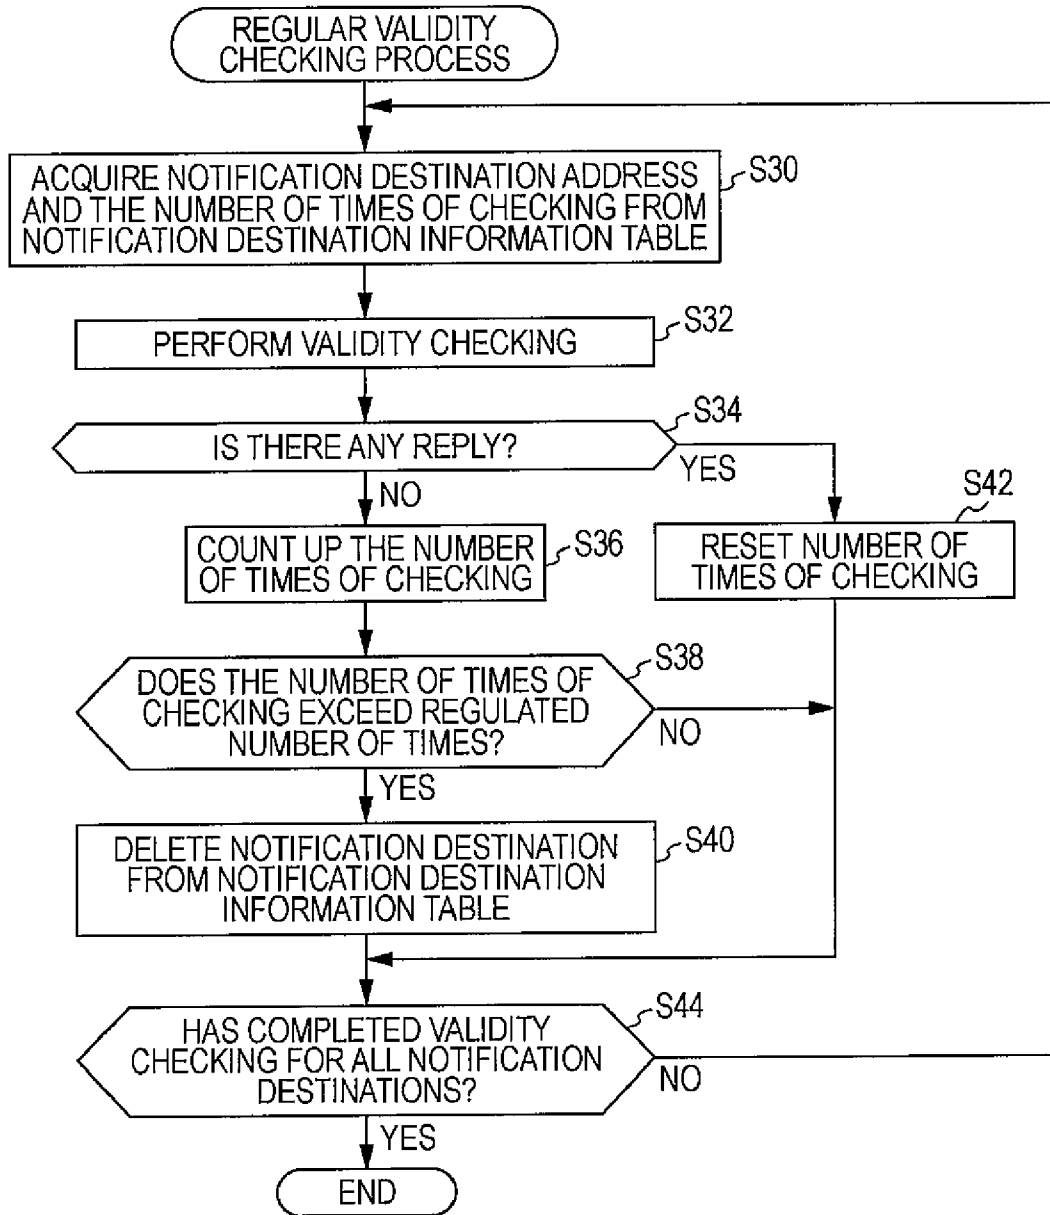 REGULAR VALIDITY
CHECKING PROCESS
ACQUIRE NOTIFICATION DESTINATION ADDRESS
AND THE NUMBER OF TIMES OF CHECKING FROM
NOTIFICATION DESTINATION INFORMATION TABLE
S30
PERFORM VALIDITY CHECKING
S32
IS THERE ANY REPLY?
S34
YES
NO
COUNT UP THE NUMBER
OF TIMES OF CHECKING
S36
RESET NUMBER OF
TIMES OF CHECKING
S42
DOES THE NUMBER OF TIMES OF
CHECKING EXCEED REGULATED
NUMBER OF TIMES?
S38
NO
YES
DELETE NOTIFICATION DESTINATION
FROM NOTIFICATION DESTINATION
INFORMATION TABLE
S40
HAS COMPLETED VALIDITY
CHECKING FOR ALL NOTIFICATION
DESTINATIONS?
S44
NO
YES
END